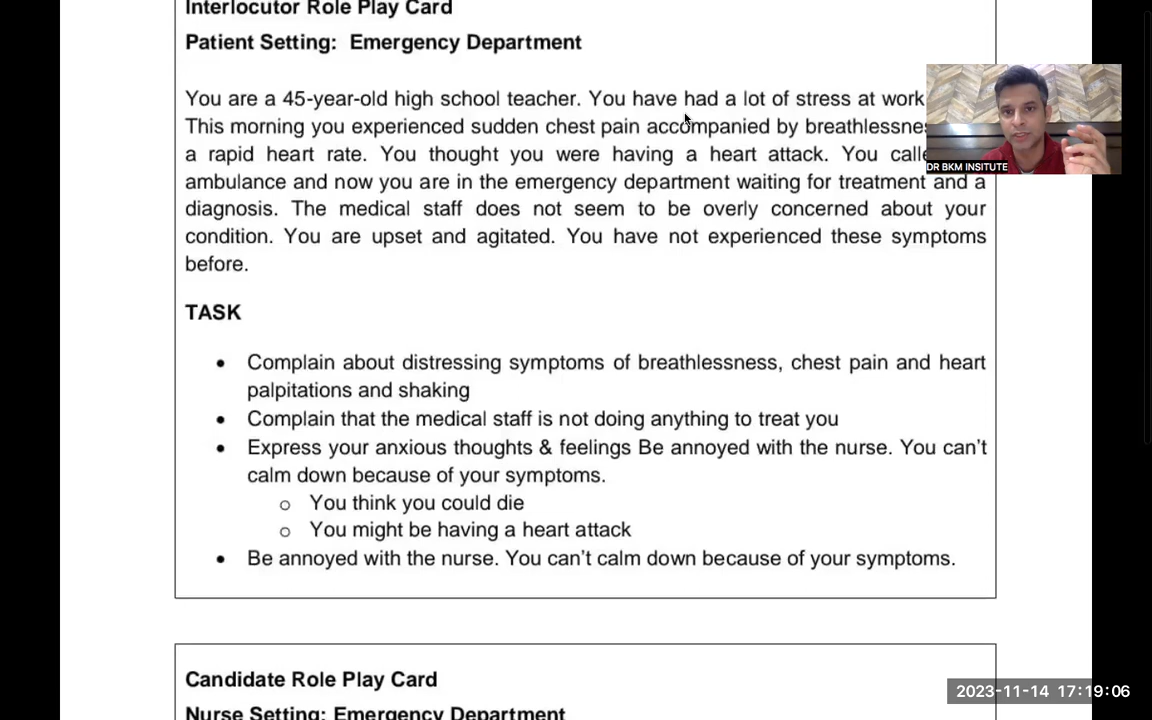 Interlocutor Role Play Card
Patient Setting:  Emergency Department
You are a 45-year-old high school teacher. You have had a lot of stress at work
This morning you experienced sudden chest pain accompanied by
a rapid heart rate. You thought you were having a heart attack. You
ambulance and now you are in the emergency department waiting for treatment and a
diagnosis. The medical staff does not seem to be overly concerned about your
condition. You are upset and agitated. You have not experienced these symptoms
before.
TASK
• Complain about distressing symptoms of breathlessness, chest pain and heart
palpitations and shaking
• Complain that the medical staff is not doing anything to treat you
• Express your anxious thoughts & feelings Be annoyed with the nurse. You can't
calm down because of your symptoms.
o You think you could die
o You might be having a heart attack
• Be annoyed with the nurse. You can't calm down because of your symptoms.
Candidate Role Play Card
Nurse Setting: Emergency Department
DR BKM INSITUTE
2023-11-14 17:19:06